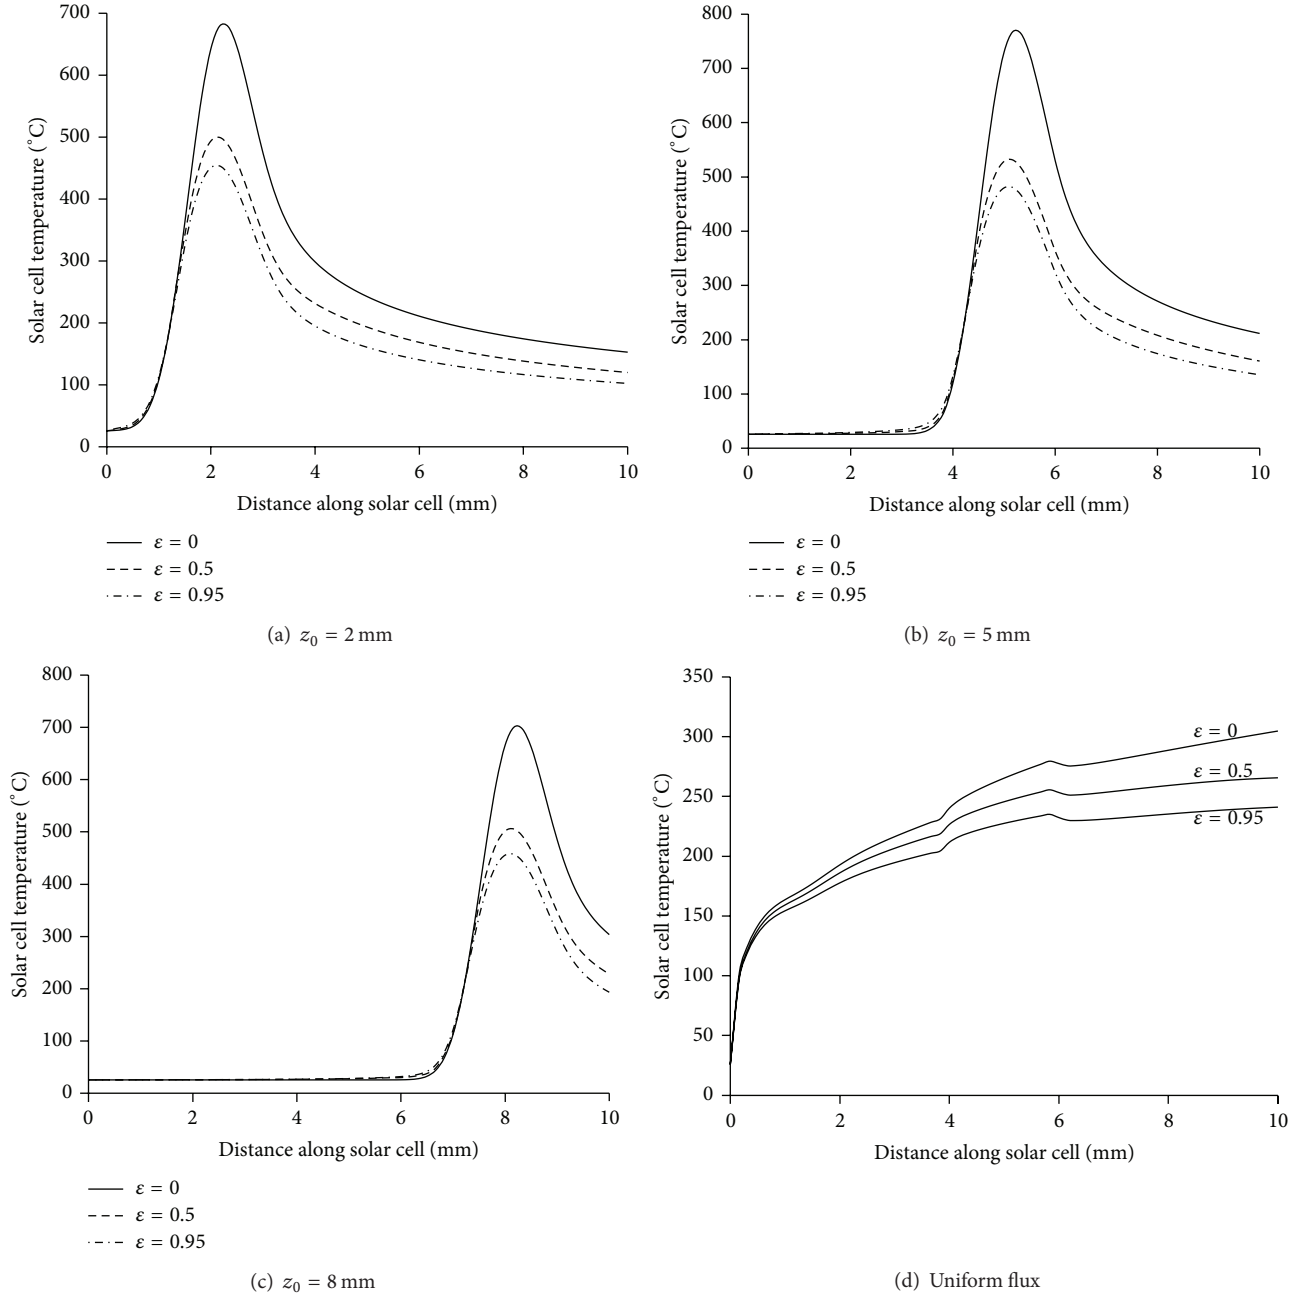 700
600
500
400
300
200
100
0
0 2 4 6 8 10
Solar cell temperature (°C)
Distance along solar cell (mm)
ε = 0
ε = 0.5
ε = 0.95
(a) z₀ = 2 mm
800
700
600
500
400
300
200
100
0
0 2 4 6 8 10
Solar cell temperature (°C)
Distance along solar cell (mm)
ε = 0
ε = 0.5
ε = 0.95
(b) z₀ = 5 mm
800
700
600
500
400
300
200
100
0
0 2 4 6 8 10
Solar cell temperature (°C)
Distance along solar cell (mm)
ε = 0
ε = 0.5
ε = 0.95
(c) z₀ = 8 mm
350
300
250
200
150
100
50
0
0 2 4 6 8 10
Solar cell temperature (°C)
Distance along solar cell (mm)
ε = 0
ε = 0.5
ε = 0.95
(d) Uniform flux